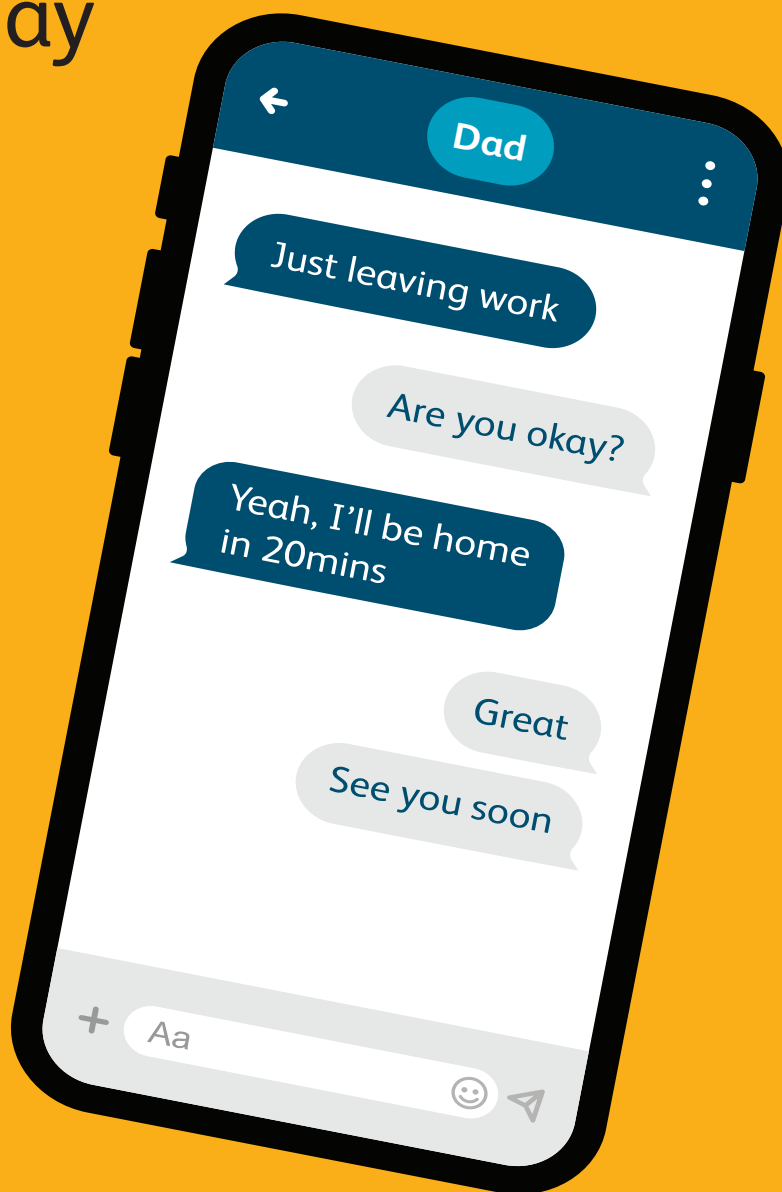 ay
Dad
Just leaving work
Are you okay?
Yeah, I’ll be home
in 20mins
Great
See you soon
Aa